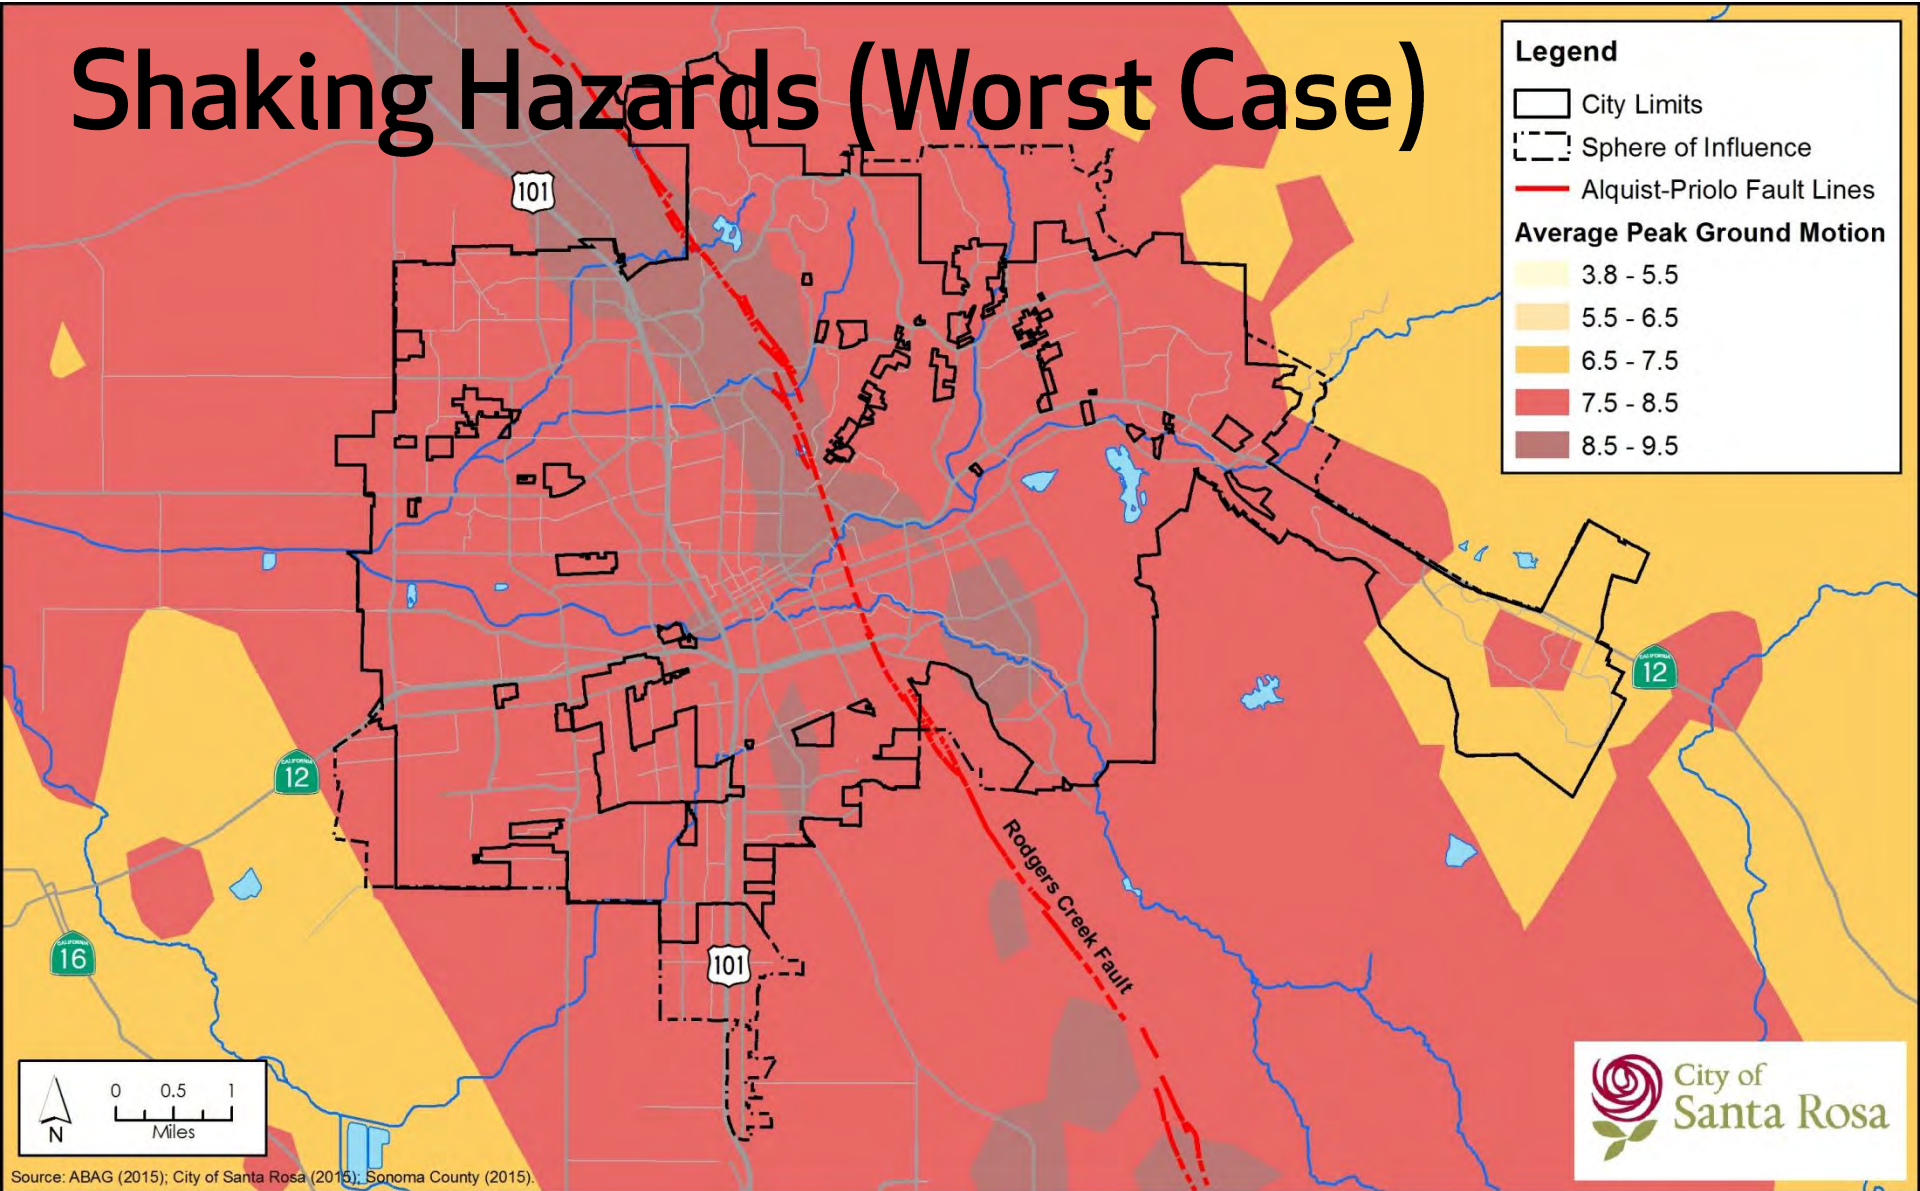 Shaking Hazards (Worst Case)
Legend
City Limits
Sphere of Influence
Alquist-Priolo Fault Lines
Average Peak Ground Motion
3.8 - 5.5
5.5 - 6.5
6.5 - 7.5
7.5 - 8.5
8.5 - 9.5
101
CALIFORNIA
12
CALIFORNIA
12
CALIFORNIA
16
101
Rodgers Creek Fault
0 0.5 1
Miles
N
Source: ABAG (2015); City of Santa Rosa (2015); Sonoma County (2015).
City of
Santa Rosa